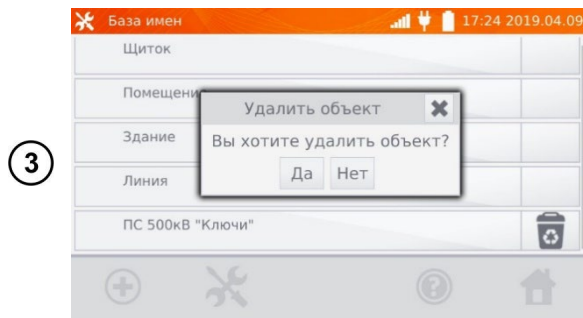 База имен 17:24 2019.04.09
Щиток
Помещени
Удалить объект
Здание
Вы хотите удалить объект?
3
Линия
Да Нет
ПС 500кВ "Ключи"